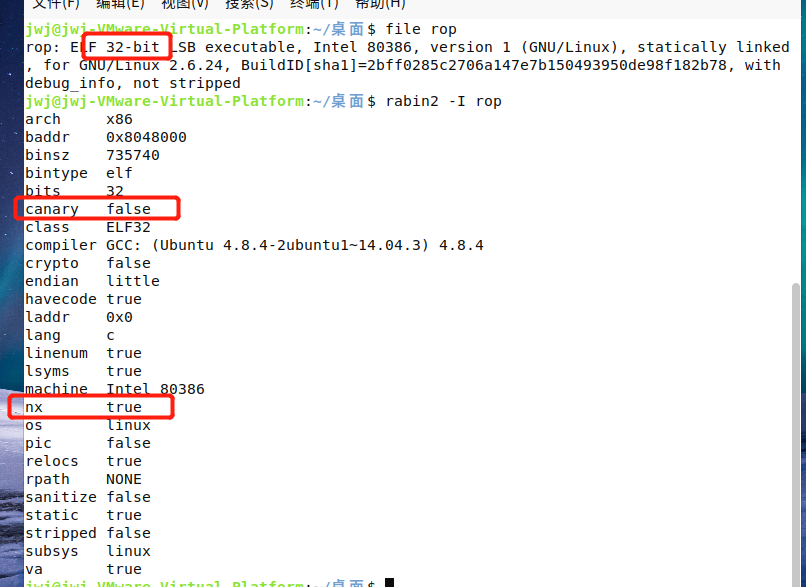 文件(F) 编辑(E) 视图(V) 搜索(S) 终端(T) 帮助(H)
jwj@jwj-VMware-Virtual-Platform:~/桌面$ file rop
rop: ELF 32-bit LSB executable, Intel 80386, version 1 (GNU/Linux), statically linked
, for GNU/Linux 2.6.24, BuildID[sha1]=2bff0285c2706a147e7b150493950de98f182b78, with
debug_info, not stripped
jwj@jwj-VMware-Virtual-Platform:~/桌面$ rabin2 -I rop
arch     x86
baddr    0x8048000
binsz    735740
bintype  elf
bits     32
canary   false
class    ELF32
compiler GCC: (Ubuntu 4.8.4-2ubuntu1~14.04.3) 4.8.4
crypto   false
endian   little
havecode true
laddr    0x0
lang     c
linenum  true
lsyms    true
machine  Intel 80386
nx       true
os       linux
pic      false
relocs   true
rpath    NONE
sanitize false
static   true
stripped false
subsys   linux
va       true
jwj@jwj-VMware-Virtual-Platform:~/桌面$